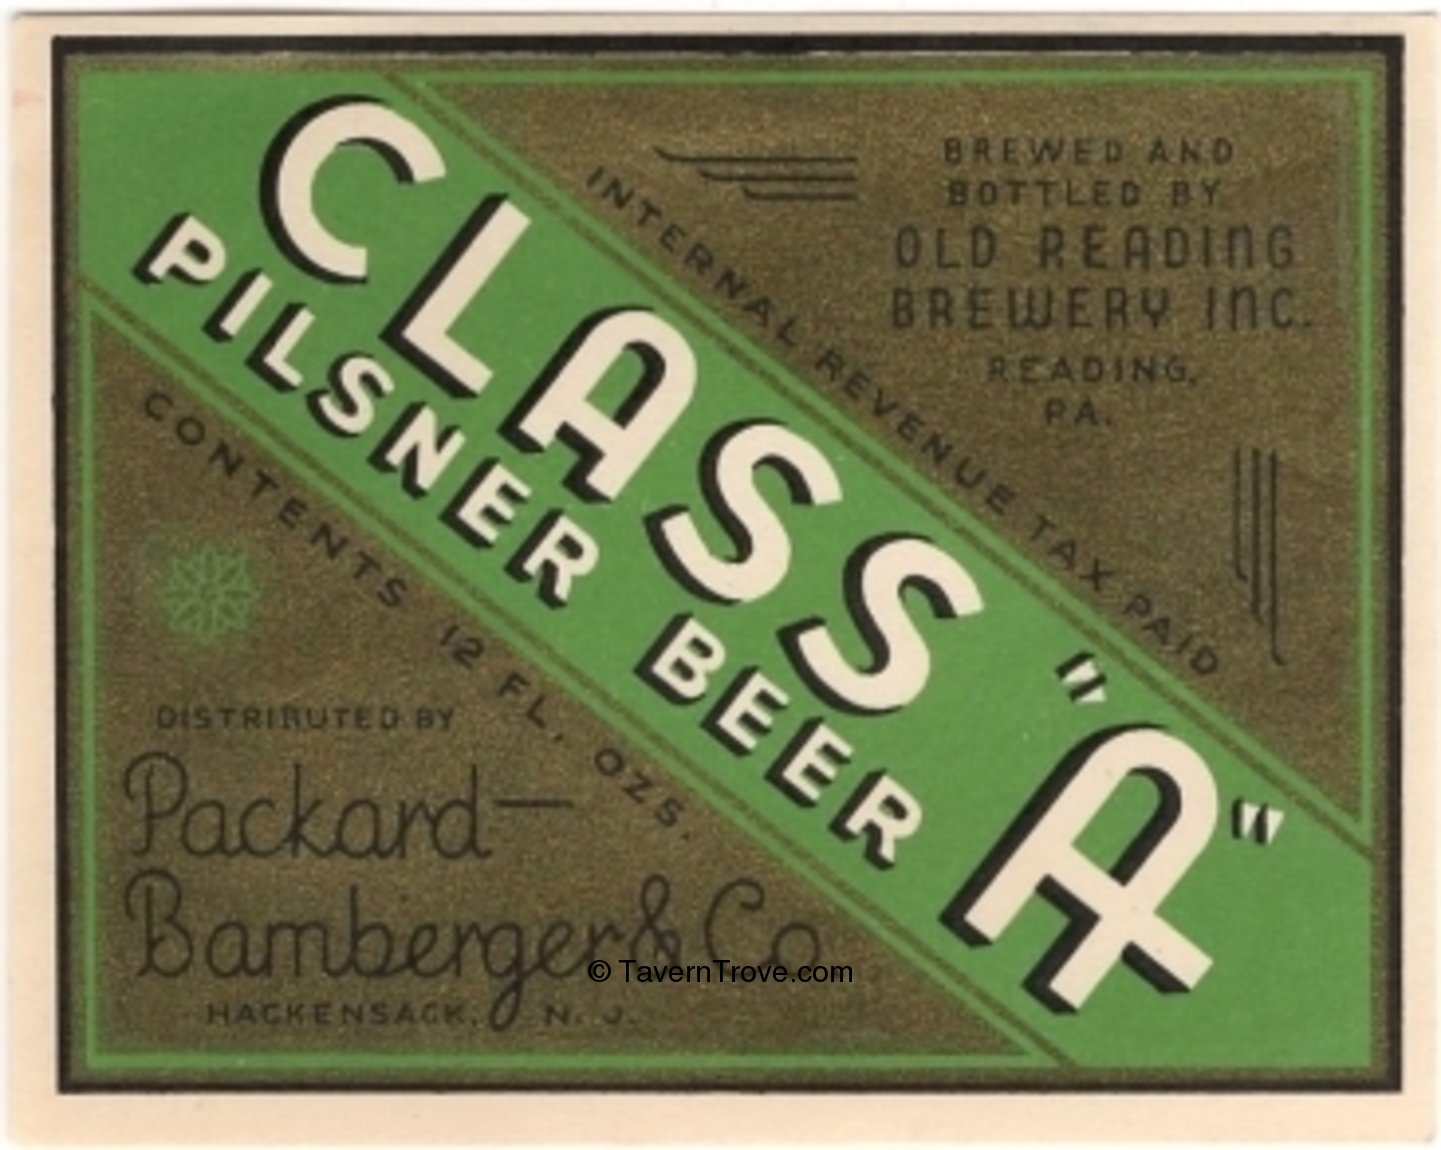 CLASS "A"
PILSNER BEER
INTERNAL REVENUE TAX PAID
BREWED AND
BOTTLED BY
OLD READING
BREWERY INC.
READING,
PA.
CONTENTS 12 FL. OZS.
DISTRIBUTED BY
Packard-
Bamberger & Co
HACKENSACK, N. J.
© TavernTrove.com